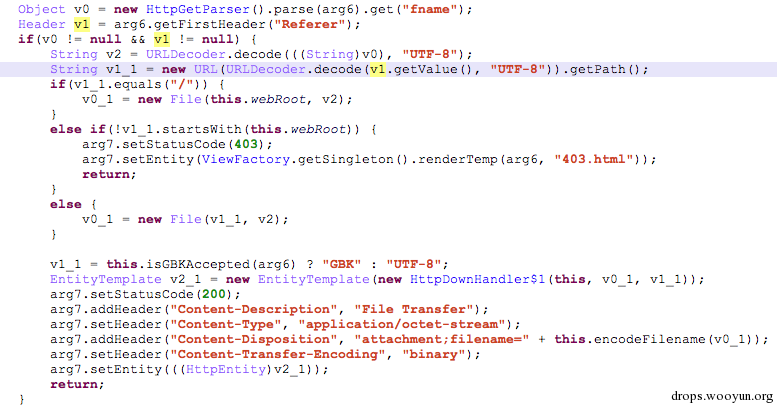 Object v0 = new HttpGetParser().parse(arg6).get("fname");
Header v1 = arg6.getFirstHeader("Referer");
if(v0 != null && v1 != null) {
    String v2 = URLDecoder.decode(((String)v0), "UTF-8");
    String v1_1 = new URL(URLDecoder.decode(v1.getValue(), "UTF-8")).getPath();
    if(v1_1.equals("/")) {
        v0_1 = new File(this.webRoot, v2);
    }
    else if(!v1_1.startsWith(this.webRoot)) {
        arg7.setStatusCode(403);
        arg7.setEntity(ViewFactory.getSingleton().renderTemp(arg6, "403.html"));
        return;
    }
    else {
        v0_1 = new File(v1_1, v2);
    }
    v1_1 = this.isGBKAccepted(arg6) ? "GBK" : "UTF-8";
    EntityTemplate v2_1 = new EntityTemplate(new HttpDownHandler$1(this, v0_1, v1_1));
    arg7.setStatusCode(200);
    arg7.addHeader("Content-Description", "File Transfer");
    arg7.setHeader("Content-Type", "application/octet-stream");
    arg7.addHeader("Content-Disposition", "attachment;filename=" + this.encodeFilename(v0_1));
    arg7.setHeader("Content-Transfer-Encoding", "binary");
    arg7.setEntity(((HttpEntity)v2_1));
    return;
}
drops.wooyun.org